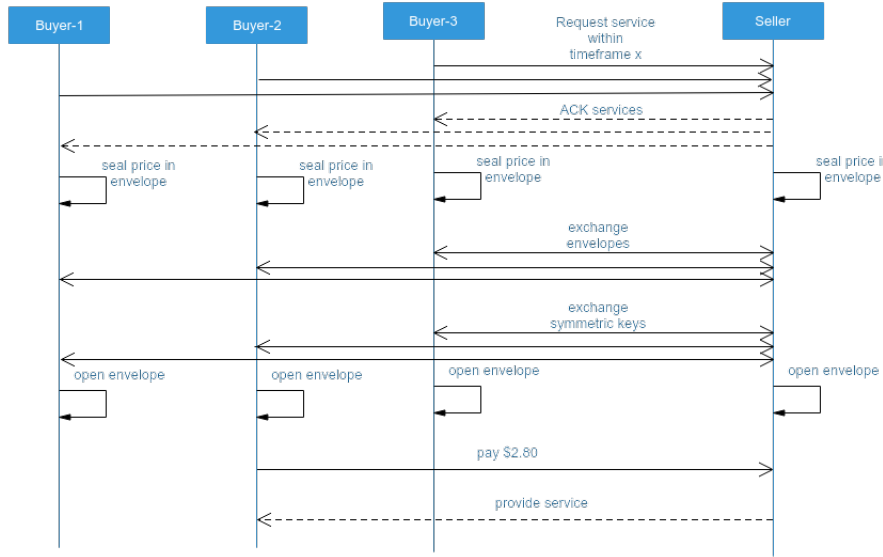 Buyer-1
Buyer-2
Buyer-3
Seller
Request service
within
timeframe x
ACK services
seal price in
envelope
seal price in
envelope
seal price in
envelope
seal price in
envelope
exchange
envelopes
exchange
symmetric keys
open envelope
open envelope
open envelope
open envelope
pay $2.80
provide service